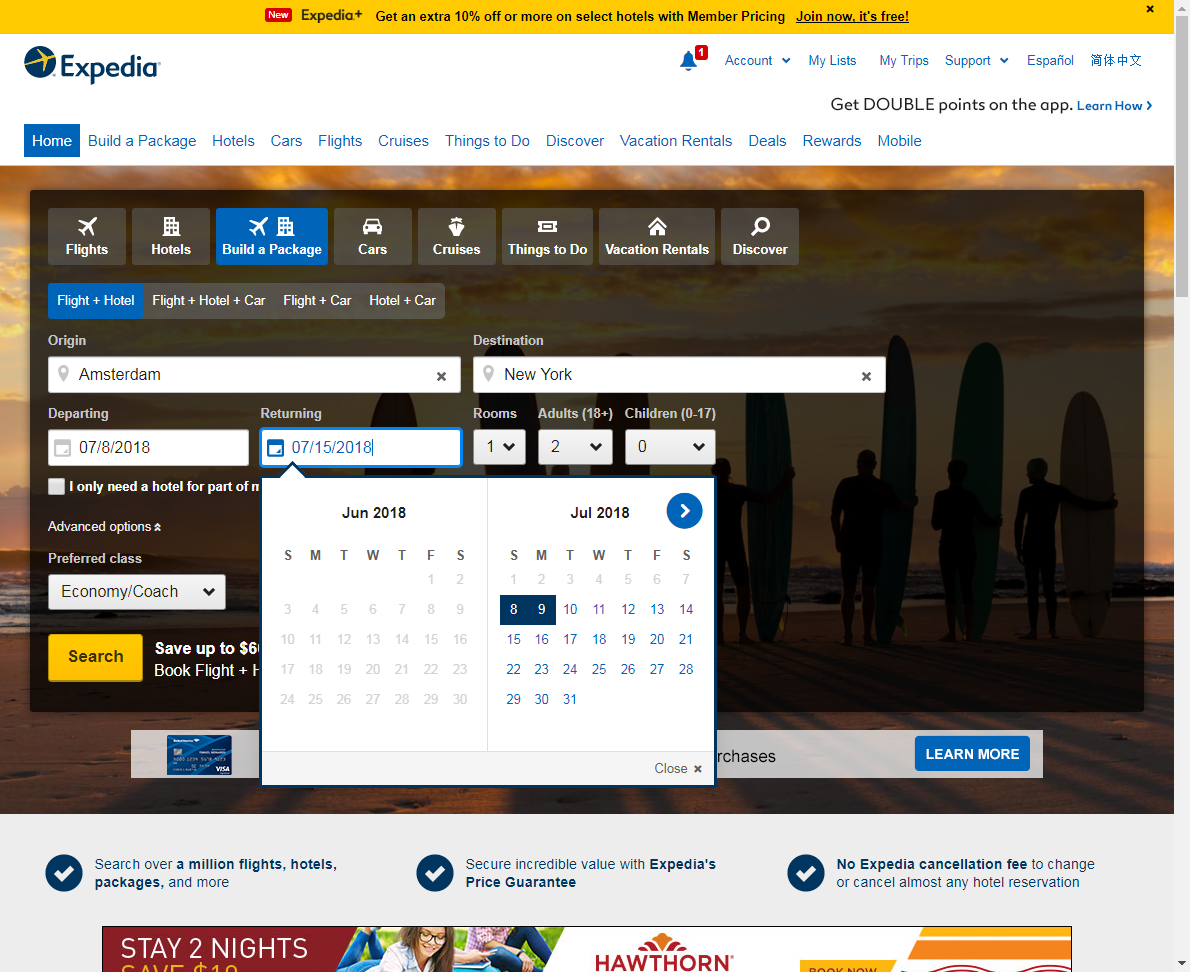 New Expedia+ Get an extra 10% off or more on select hotels with Member Pricing Join now, it's free! ×
Expedia
1 Account My Lists My Trips Support Español 简体中文
Get DOUBLE points on the app. Learn How
Home Build a Package Hotels Cars Flights Cruises Things to Do Discover Vacation Rentals Deals Rewards Mobile
Flights Hotels Build a Package Cars Cruises Things to Do Vacation Rentals Discover
Flight + Hotel Flight + Hotel + Car Flight + Car Hotel + Car
Origin Destination
Amsterdam × New York ×
Departing Returning Rooms Adults (18+) Children (0-17)
07/8/2018 07/15/2018 1 2 0
I only need a hotel for part of m
Advanced options
Preferred class
Economy/Coach
Search
Save up to $6
Book Flight + H
Jun 2018
S M T W T F S
1 2
3 4 5 6 7 8 9
10 11 12 13 14 15 16
17 18 19 20 21 22 23
24 25 26 27 28 29 30
Jul 2018
S M T W T F S
1 2 3 4 5 6 7
8 9 10 11 12 13 14
15 16 17 18 19 20 21
22 23 24 25 26 27 28
29 30 31
Close ×
VISA
rchases
LEARN MORE
Search over a million flights, hotels,
packages, and more
Secure incredible value with Expedia's
Price Guarantee
No Expedia cancellation fee to change
or cancel almost any hotel reservation
STAY 2 NIGHTS
SAVE $10
HAWTHORN
BOOK NOW